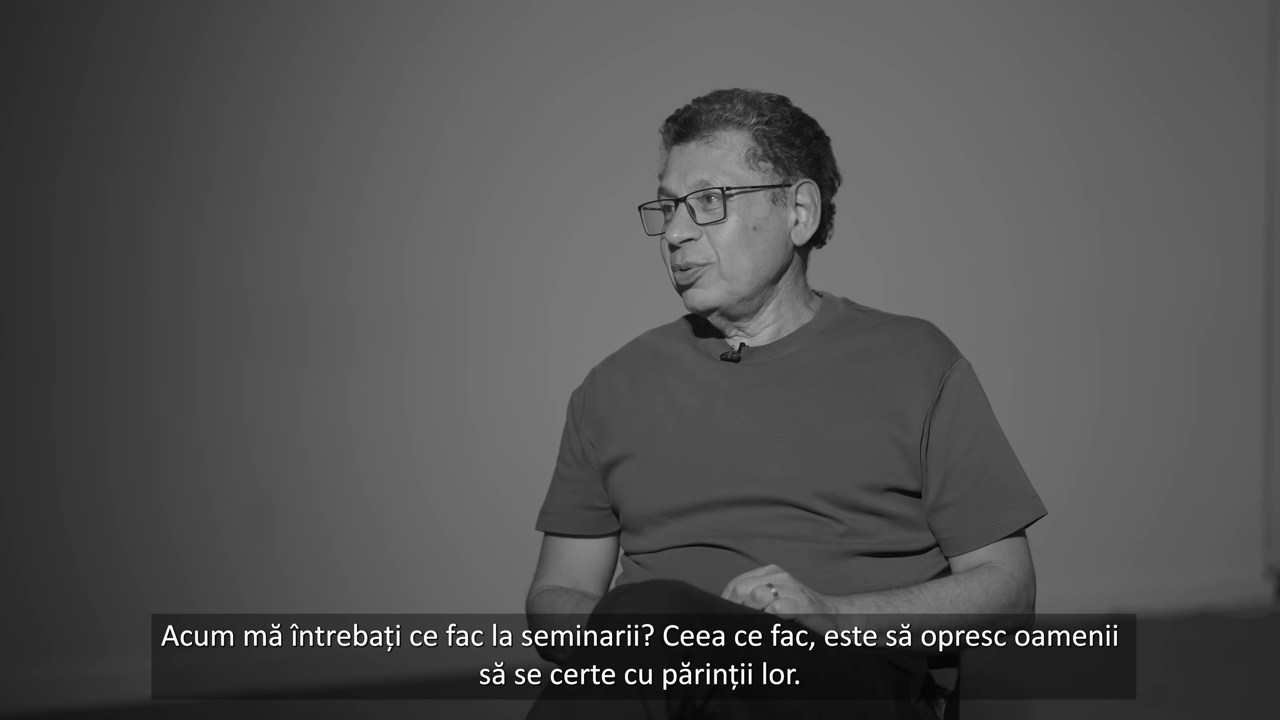 Acum mă întrebați ce fac la seminarii? Ceea ce fac, este să opresc oamenii
să se certe cu părinții lor.